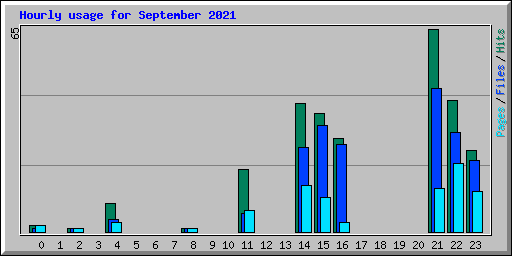 Hourly usage for September 2021
65
Pages / Files / Hits
0 1 2 3 4 5 6 7 8 9 10 11 12 13 14 15 16 17 18 19 20 21 22 23